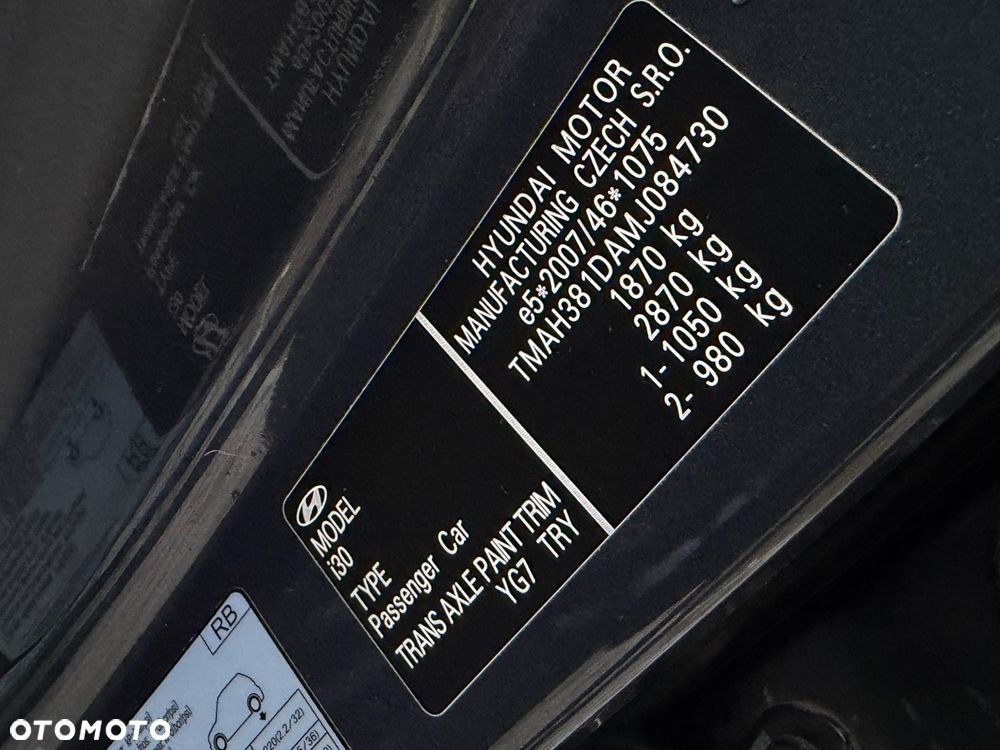 HYUNDAI MOTOR
MANUFACTURING CZECH S.R.O.
e5*2007/46*1075
TMAH381DAMJ084730
1870 kg
2870 kg
1- 1050 kg
2- 980 kg
MODEL
i30
TYPE
Passenger Car
TRANS AXLE PAINT TRIM
YG7 TRY
RB
OTOMOTO